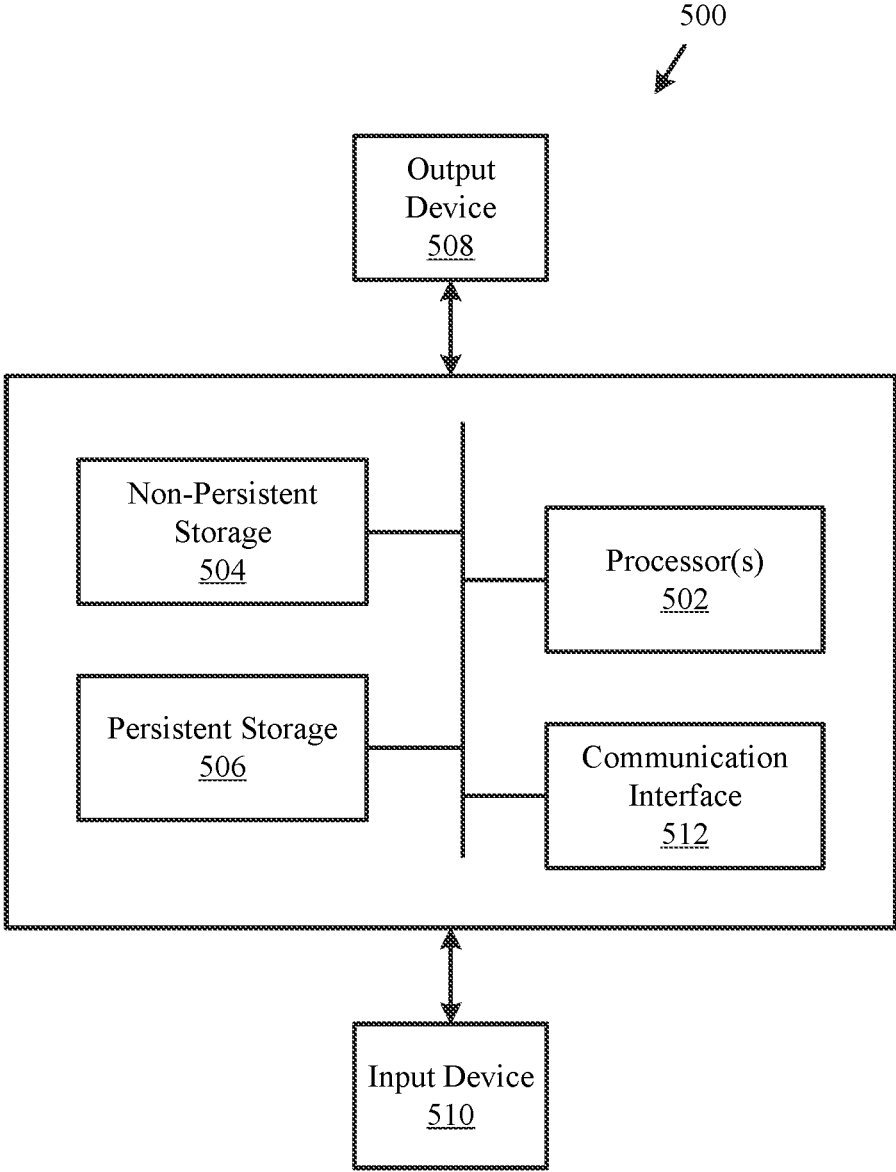 500
Output
Device
508
Non-Persistent
Storage
504
Processor(s)
502
Persistent Storage
506
Communication
Interface
512
Input Device
510